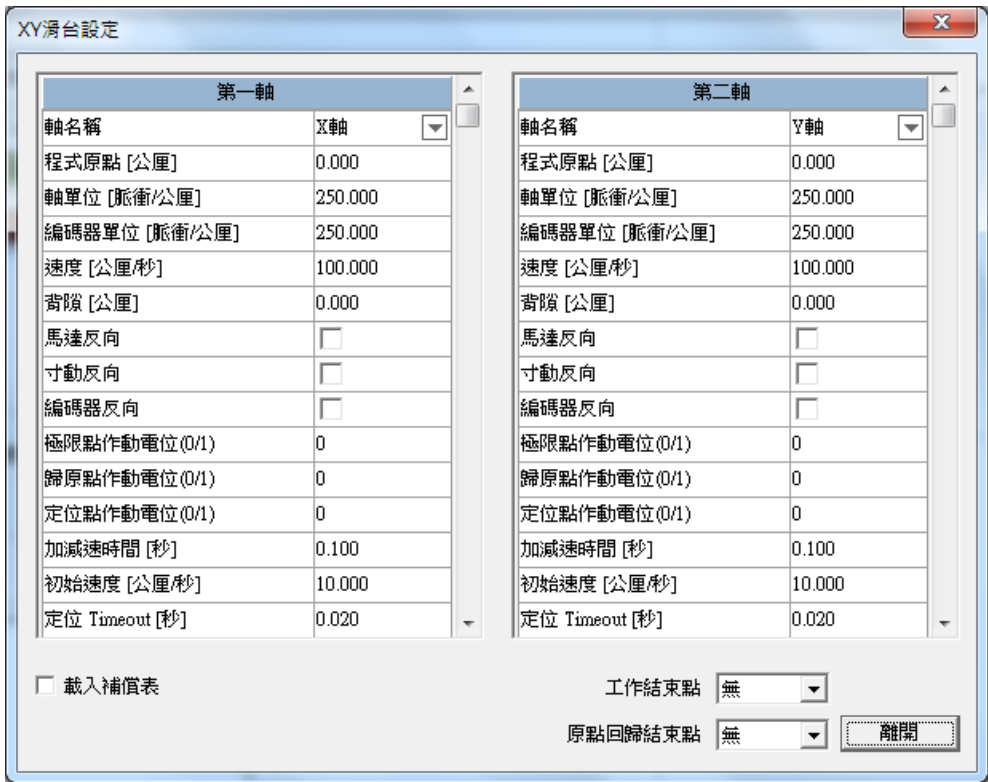 XY滑台設定
第一軸
軸名稱 X軸
程式原點 [公厘] 0.000
軸單位 [脈衝/公厘] 250.000
編碼器單位 [脈衝/公厘] 250.000
速度 [公厘/秒] 100.000
背隙 [公厘] 0.000
馬達反向
寸動反向
編碼器反向
極限點作動電位(0/1) 0
歸原點作動電位(0/1) 0
定位點作動電位(0/1) 0
加減速時間 [秒] 0.100
初始速度 [公厘/秒] 10.000
定位 Timeout [秒] 0.020
第二軸
軸名稱 Y軸
程式原點 [公厘] 0.000
軸單位 [脈衝/公厘] 250.000
編碼器單位 [脈衝/公厘] 250.000
速度 [公厘/秒] 100.000
背隙 [公厘] 0.000
馬達反向
寸動反向
編碼器反向
極限點作動電位(0/1) 0
歸原點作動電位(0/1) 0
定位點作動電位(0/1) 0
加減速時間 [秒] 0.100
初始速度 [公厘/秒] 10.000
定位 Timeout [秒] 0.020
載入補償表
工作結束點 無
原點回歸結束點 無
離開